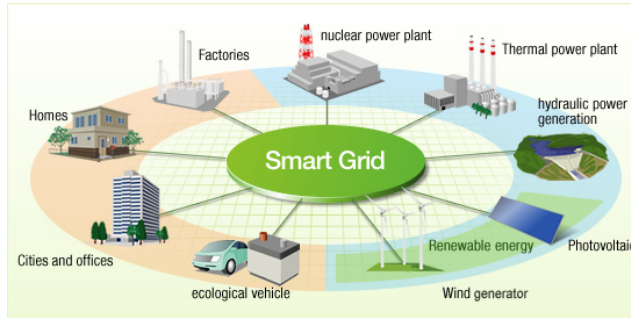 nuclear power plant
Factories
Thermal power plant
Homes
hydraulic power
generation
Smart Grid
Renewable energy
Photovoltaic
Cities and offices
ecological vehicle
Wind generator